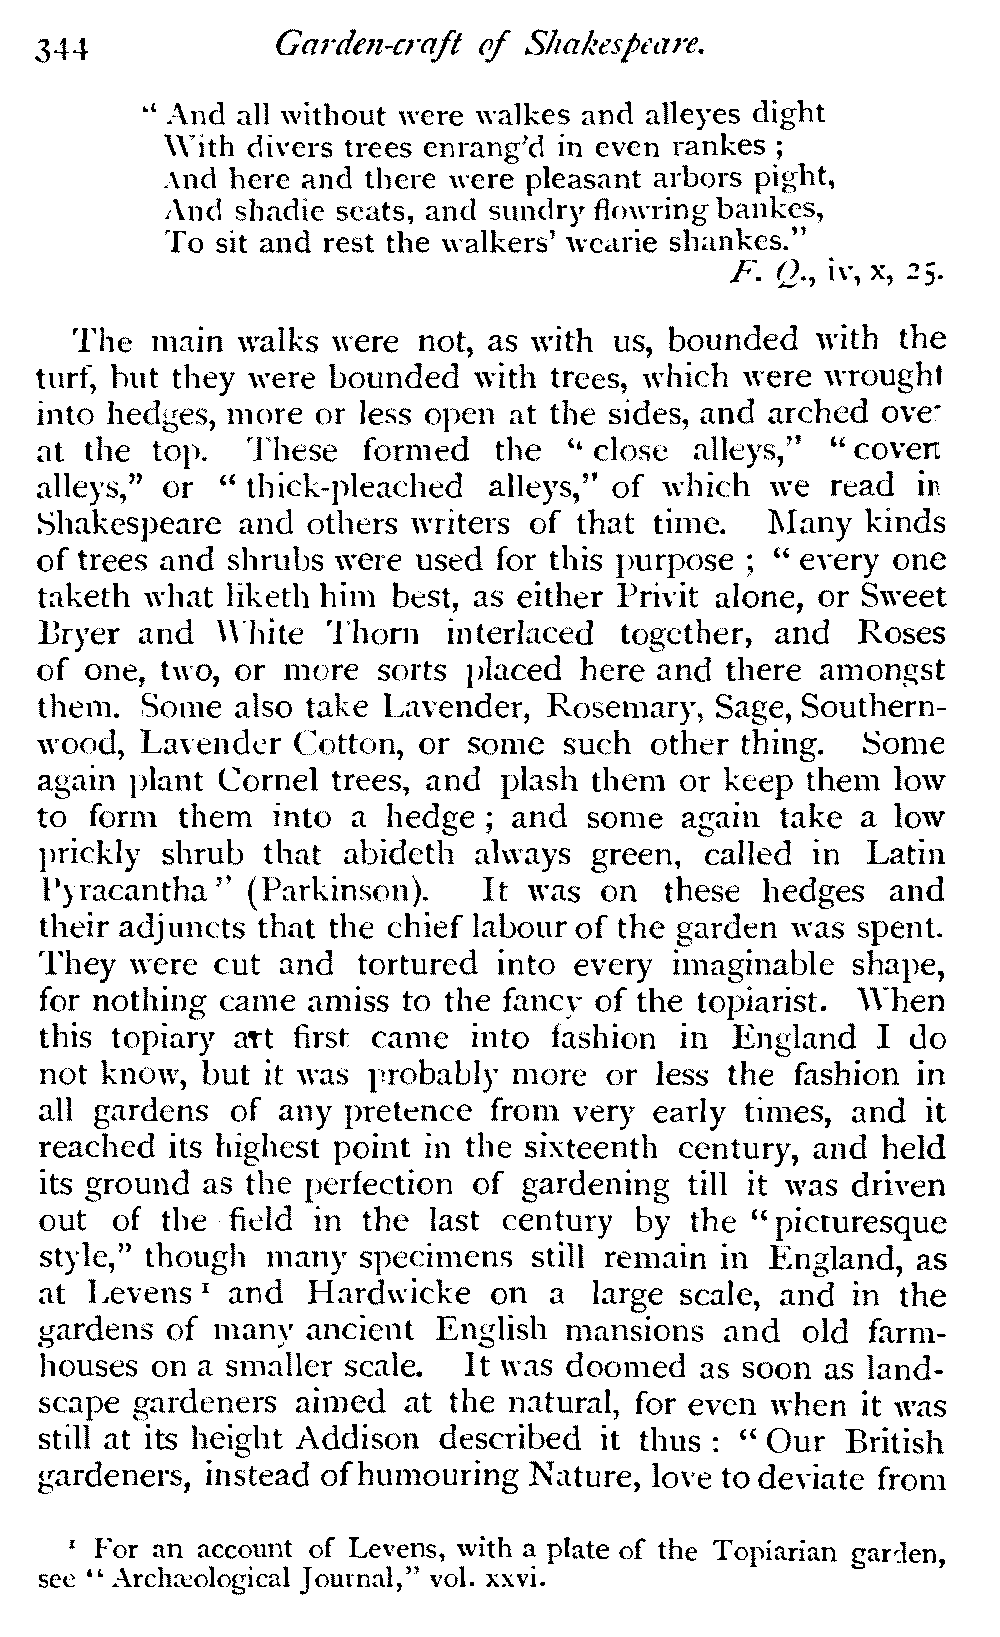 344 Garden-craft of Shakespeare.
“ And all without were walkes and alleyes dight
With divers trees enrang’d in even rankes ;
And here and there were pleasant arbors pight,
And shadie seats, and sundry flowring bankes,
To sit and rest the walkers’ wearie shankes.”
F. Q., iv, x, 25.
The main walks were not, as with us, bounded with the
turf, but they were bounded with trees, which were wrought
into hedges, more or less open at the sides, and arched over
at the top. These formed the “ close alleys,” “ covert
alleys,” or “ thick-pleached alleys,” of which we read in
Shakespeare and others writers of that time. Many kinds
of trees and shrubs were used for this purpose ; “ every one
taketh what liketh him best, as either Privit alone, or Sweet
Bryer and White Thorn interlaced together, and Roses
of one, two, or more sorts placed here and there amongst
them. Some also take Lavender, Rosemary, Sage, Southern-
wood, Lavender Cotton, or some such other thing. Some
again plant Cornel trees, and plash them or keep them low
to form them into a hedge ; and some again take a low
prickly shrub that abideth always green, called in Latin
Pyracantha ” (Parkinson). It was on these hedges and
their adjuncts that the chief labour of the garden was spent.
They were cut and tortured into every imaginable shape,
for nothing came amiss to the fancy of the topiarist. When
this topiary art first came into fashion in England I do
not know, but it was probably more or less the fashion in
all gardens of any pretence from very early times, and it
reached its highest point in the sixteenth century, and held
its ground as the perfection of gardening till it was driven
out of the field in the last century by the “ picturesque
style,” though many specimens still remain in England, as
at Levens ¹ and Hardwicke on a large scale, and in the
gardens of many ancient English mansions and old farm-
houses on a smaller scale. It was doomed as soon as land-
scape gardeners aimed at the natural, for even when it was
still at its height Addison described it thus : “ Our British
gardeners, instead of humouring Nature, love to deviate from
¹ For an account of Levens, with a plate of the Topiarian garden,
see “ Archæological Journal,” vol. xxvi.